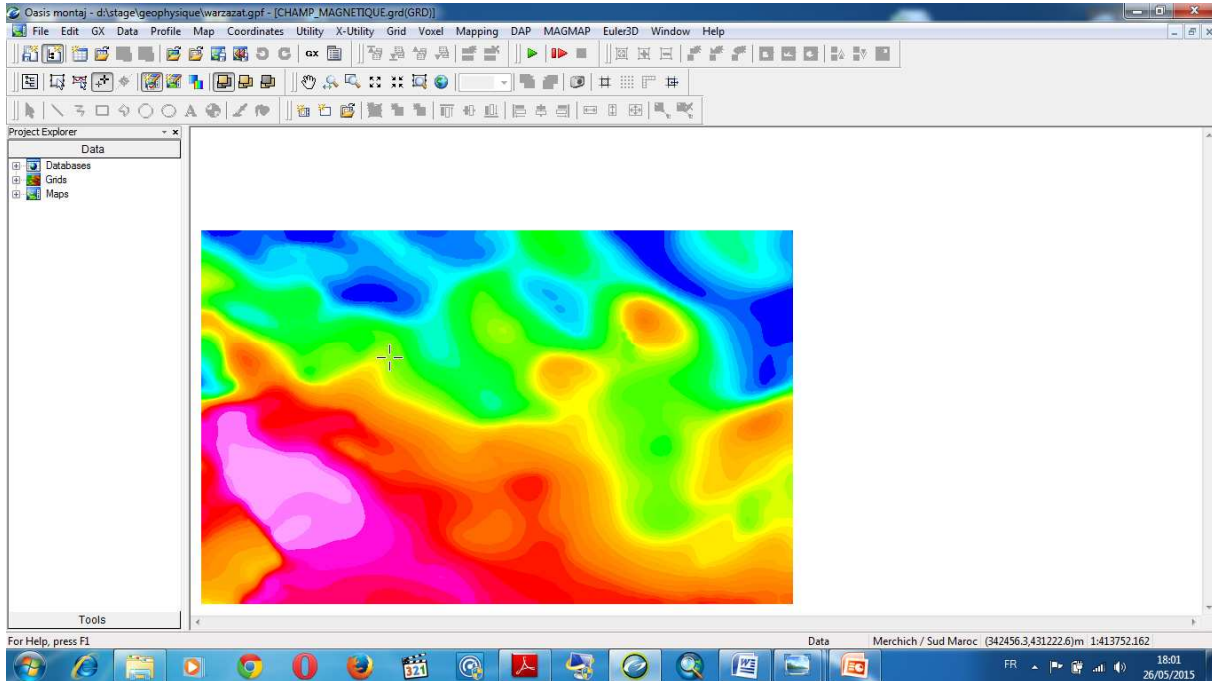 Oasis montaj - d:\stage\geophysique\warzazat.gpf - [CHAMP_MAGNETIQUE.grd(GRD)]
File Edit GX Data Profile Map Coordinates Utility X-Utility Grid Voxel Mapping DAP MAGMAP Euler3D Window Help
GX
Project Explorer
Data
Databases
Grids
Maps
Tools
For Help, press F1
Data
Merchich / Sud Maroc
(342456.3,431222.6)m 1:413752.162
321
FR
18:01
26/05/2015